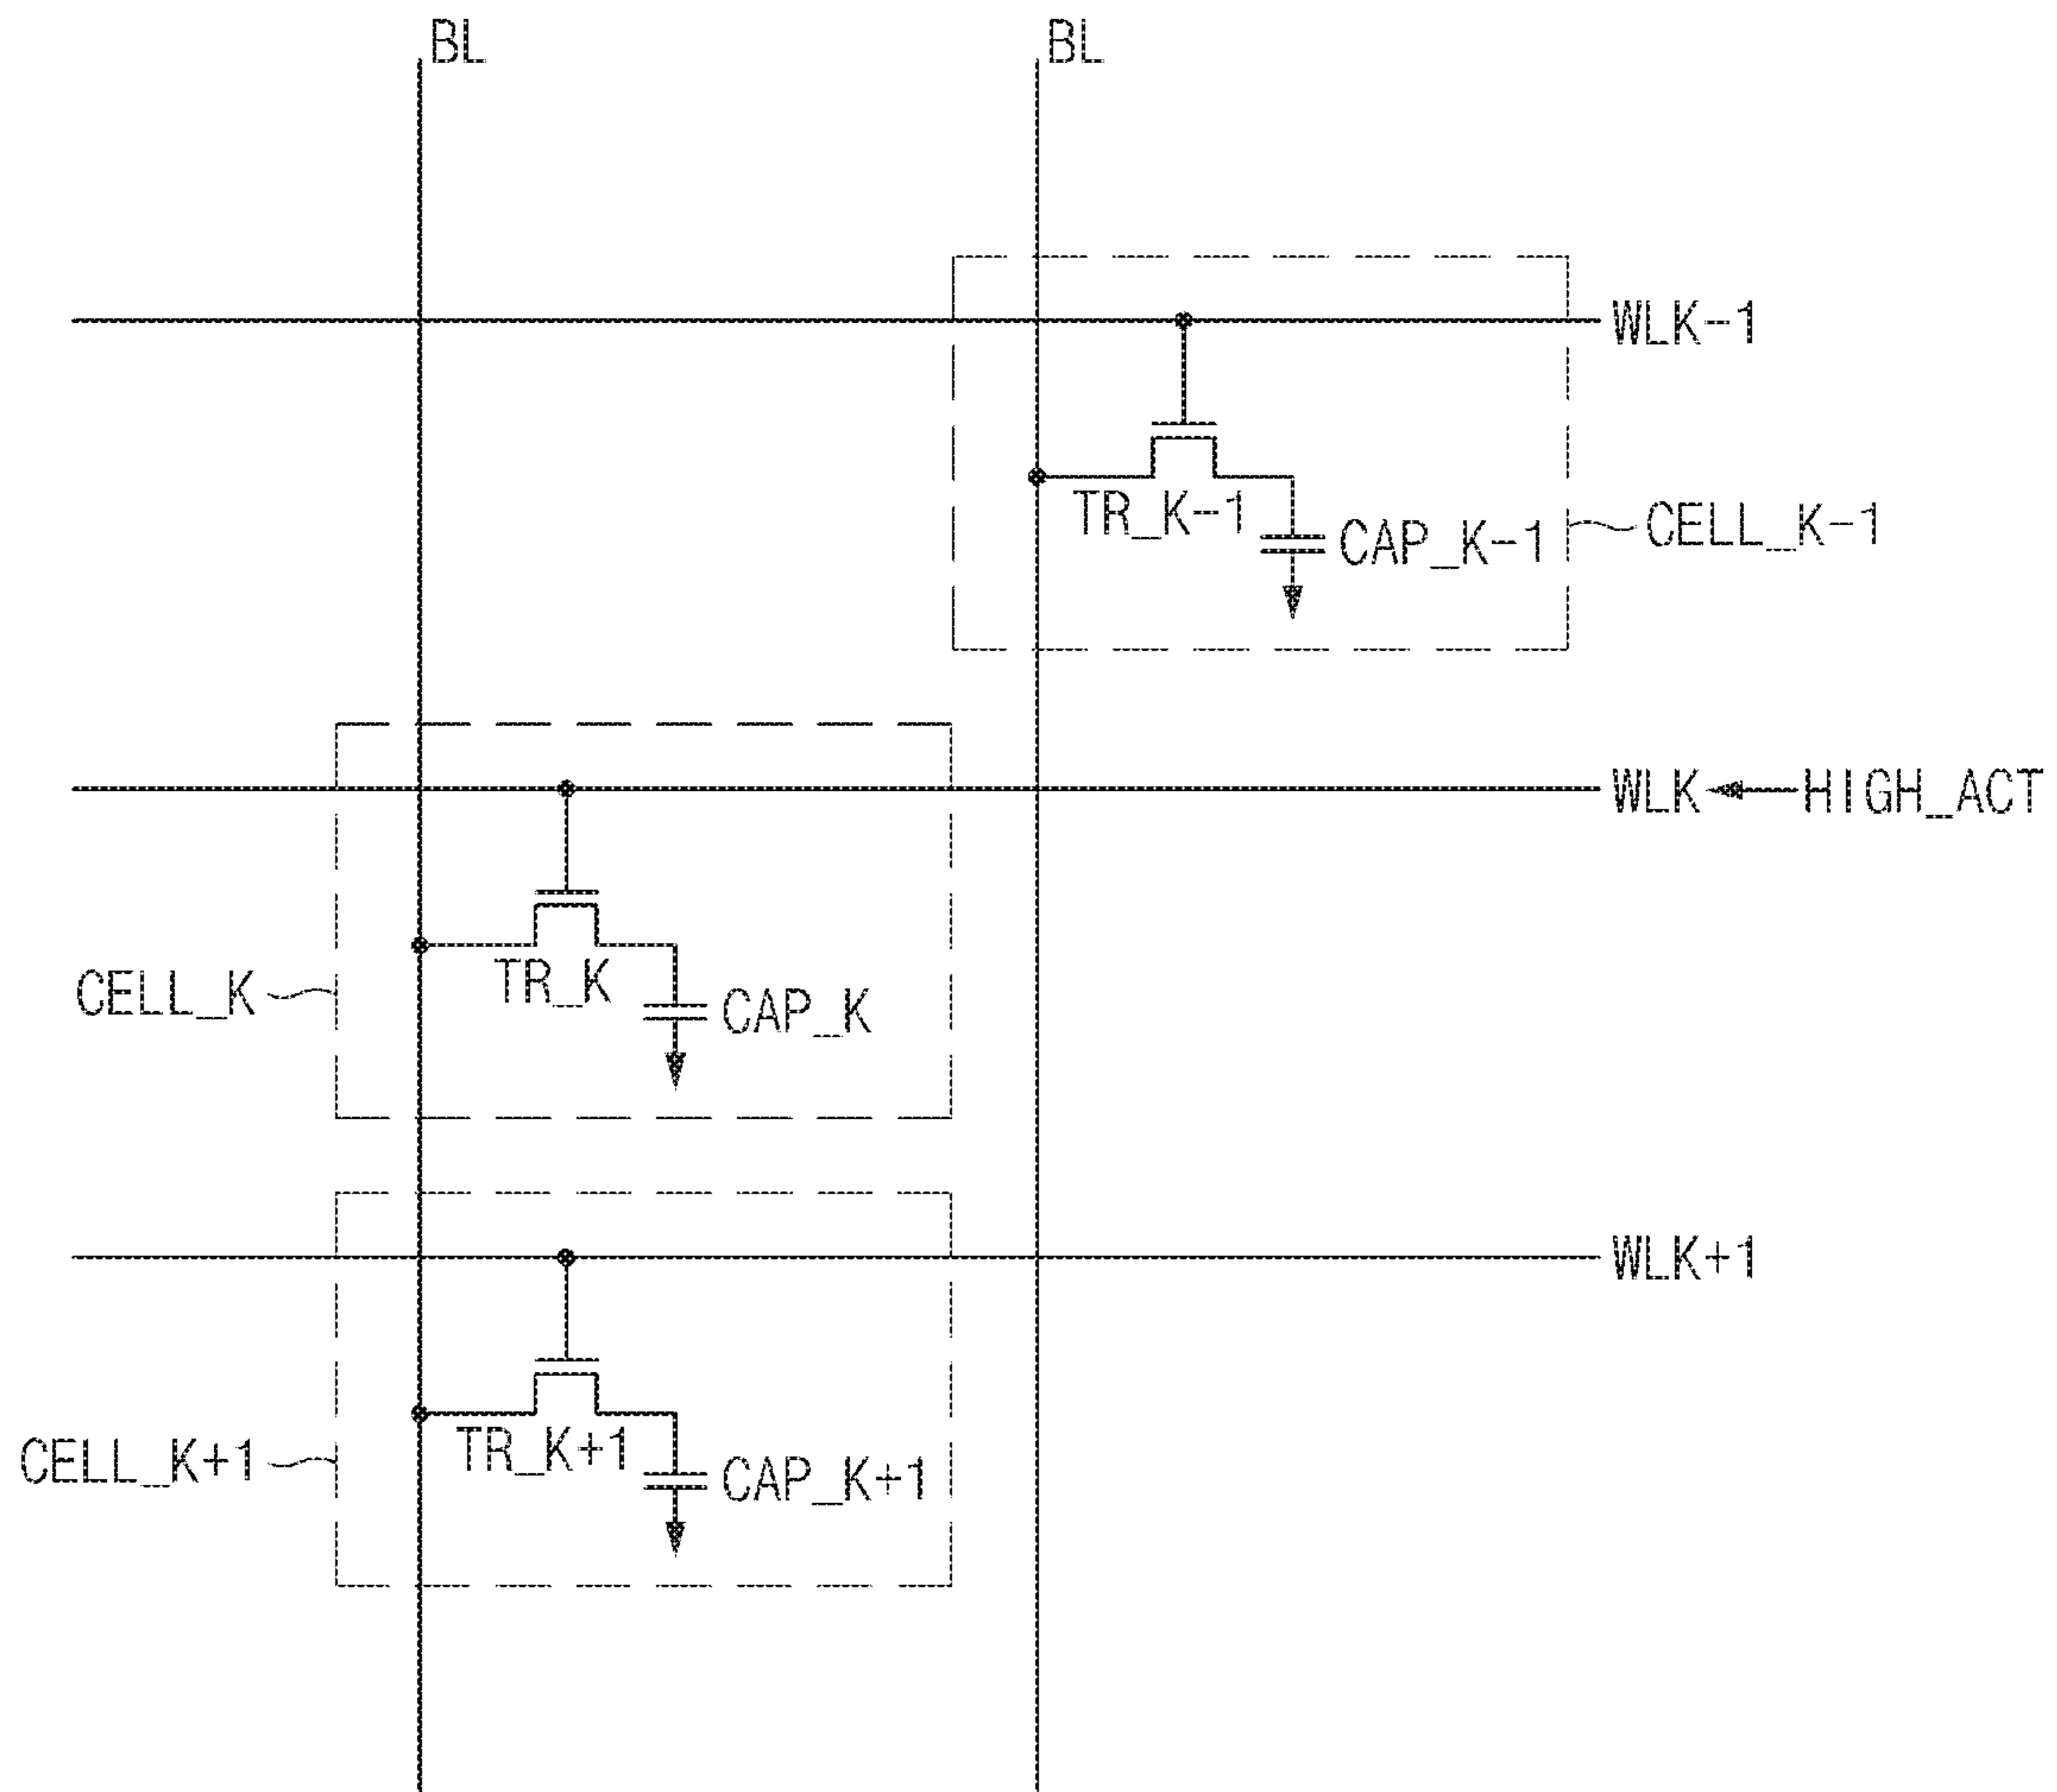 BL
BL
WLK-1
TR_K-1
CAP_K-1
CELL_K-1
WLK
HIGH_ACT
TR_K
CELL_K
CAP_K
WLK+1
TR_K+1
CELL_K+1
CAP_K+1